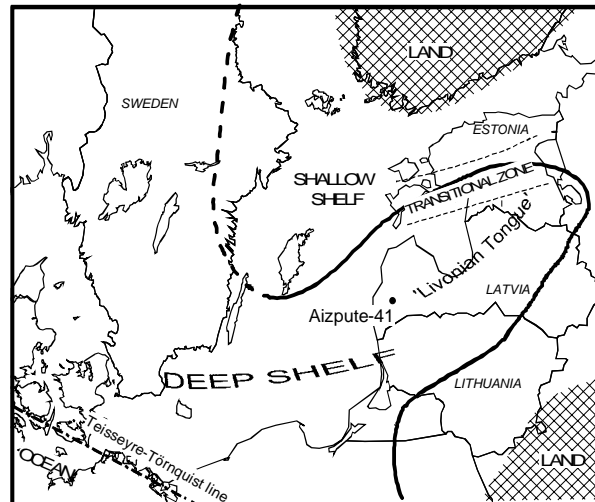 LAND
SWEDEN
ESTONIA
SHALLOW
SHELF
TRANSITIONAL ZONE
'Livonian Tongue'
LATVIA
Aizpute-41
DEEP SHELF
LITHUANIA
Teisseyre-Törnquist line
OCEAN
LAND